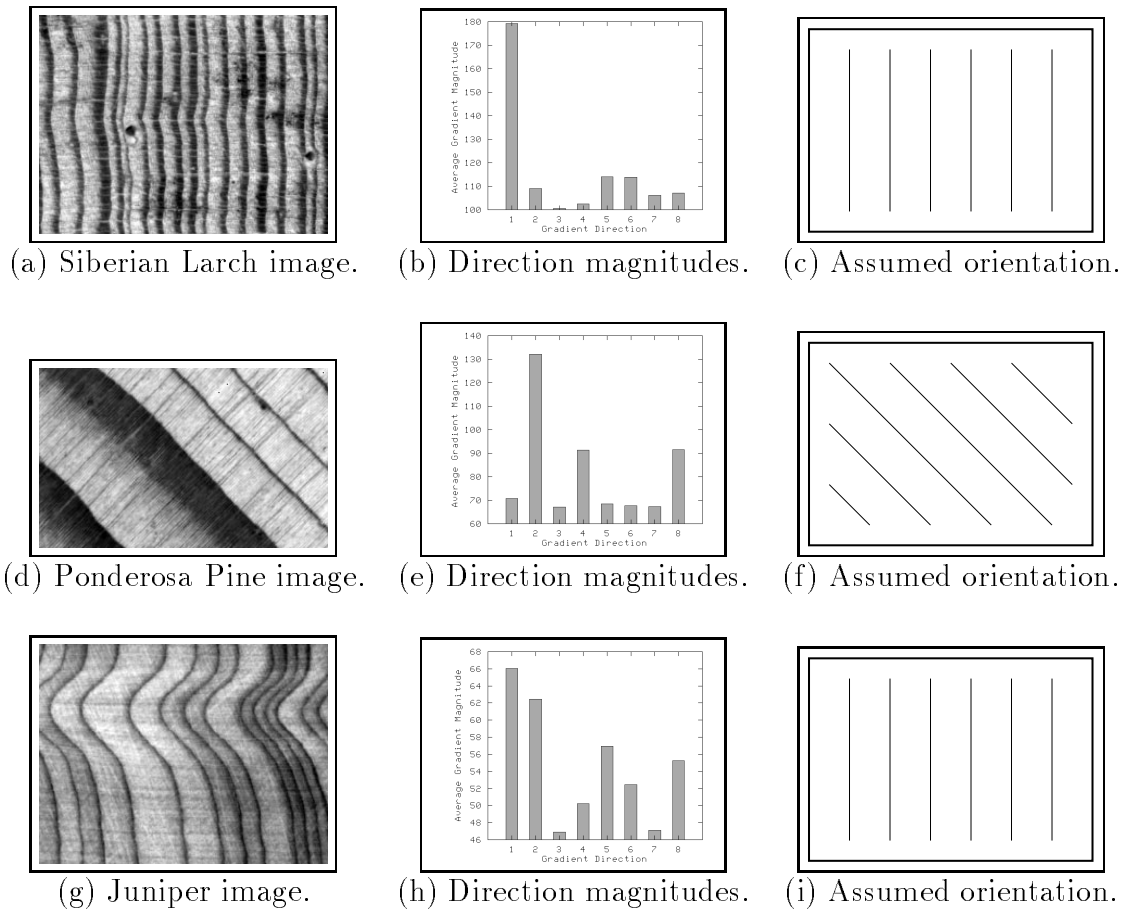 180
170
160
150
140
130
120
110
100
Average Gradient Magnitude
1 2 3 4 5 6 7 8
Gradient Direction
(a) Siberian Larch image.
(b) Direction magnitudes.
(c) Assumed orientation.
140
130
120
110
100
90
80
70
60
Average Gradient Magnitude
1 2 3 4 5 6 7 8
Gradient Direction
(d) Ponderosa Pine image.
(e) Direction magnitudes.
(f) Assumed orientation.
68
66
64
62
60
58
56
54
52
50
48
46
Average Gradient Magnitude
1 2 3 4 5 6 7 8
Gradient Direction
(g) Juniper image.
(h) Direction magnitudes.
(i) Assumed orientation.